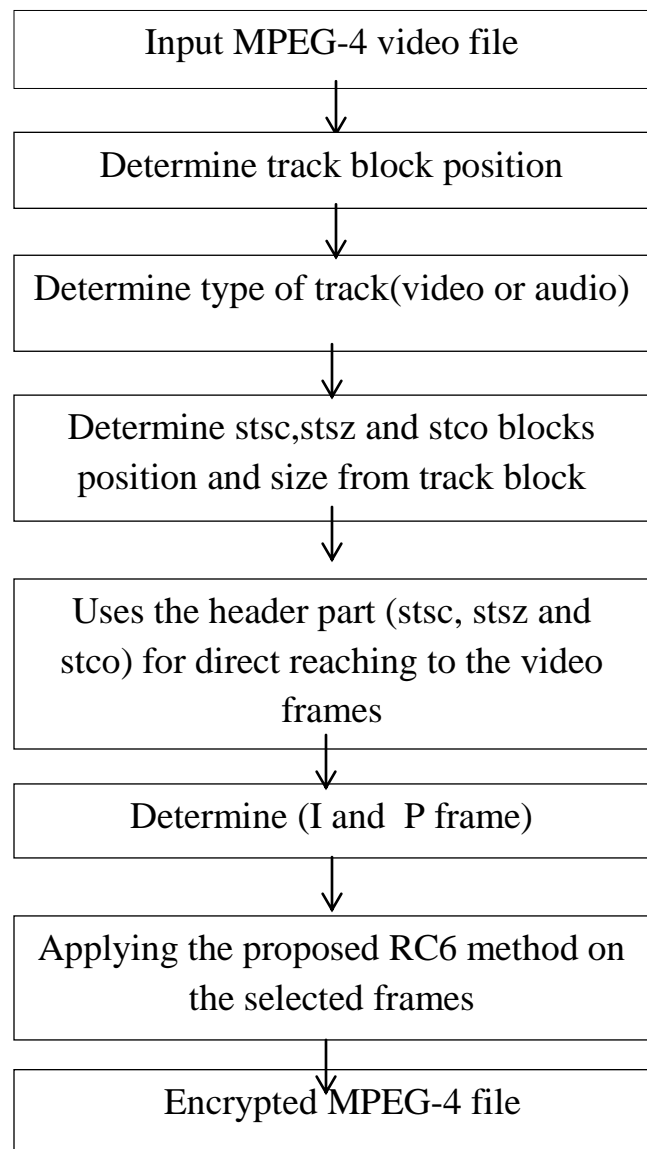 Input MPEG-4 video file
Determine track block position
Determine type of track(video or audio)
Determine stsc,stsz and stco blocks
position and size from track block
Uses the header part (stsc, stsz and
stco) for direct reaching to the video
frames
Determine (I and P frame)
Applying the proposed RC6 method on
the selected frames
Encrypted MPEG-4 file